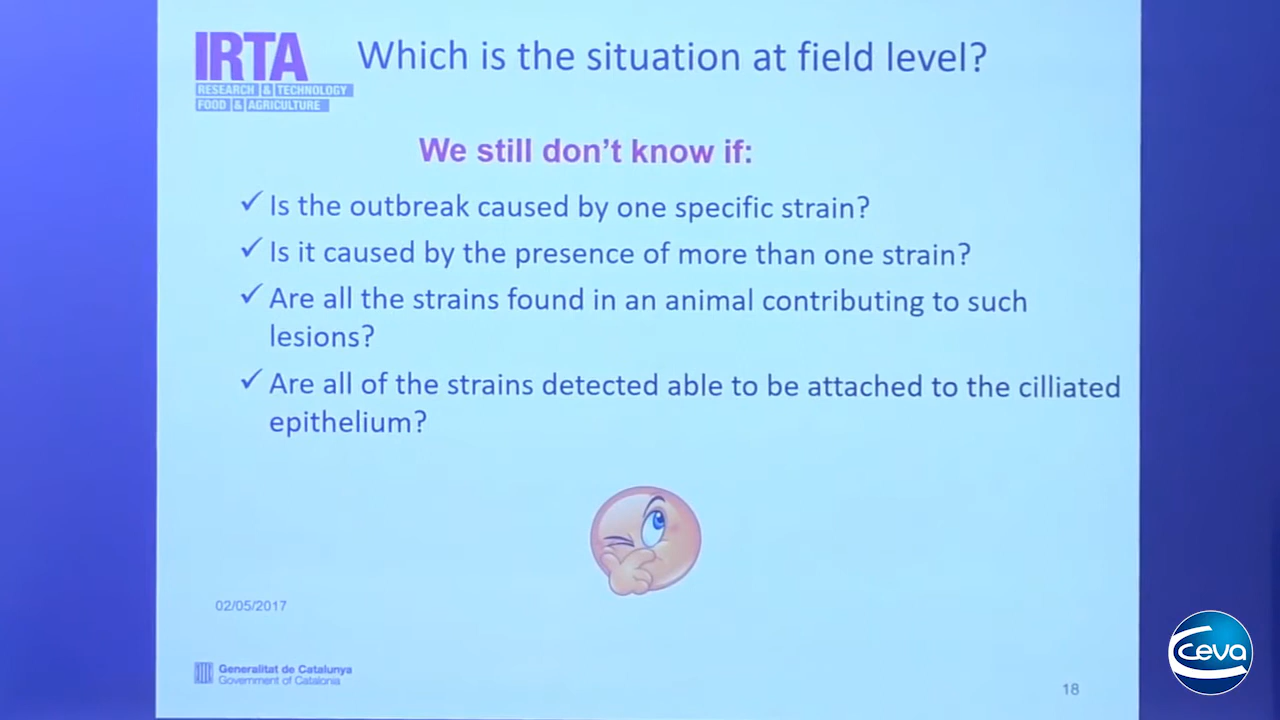 IRTA
RESEARCH & TECHNOLOGY
FOOD & AGRICULTURE
Which is the situation at field level?
We still don't know if:
✓ Is the outbreak caused by one specific strain?
✓ Is it caused by the presence of more than one strain?
✓ Are all the strains found in an animal contributing to such
lesions?
✓ Are all of the strains detected able to be attached to the cilliated
epithelium?
02/05/2017
Generalitat de Catalunya
Government of Catalonia
18
Ceva